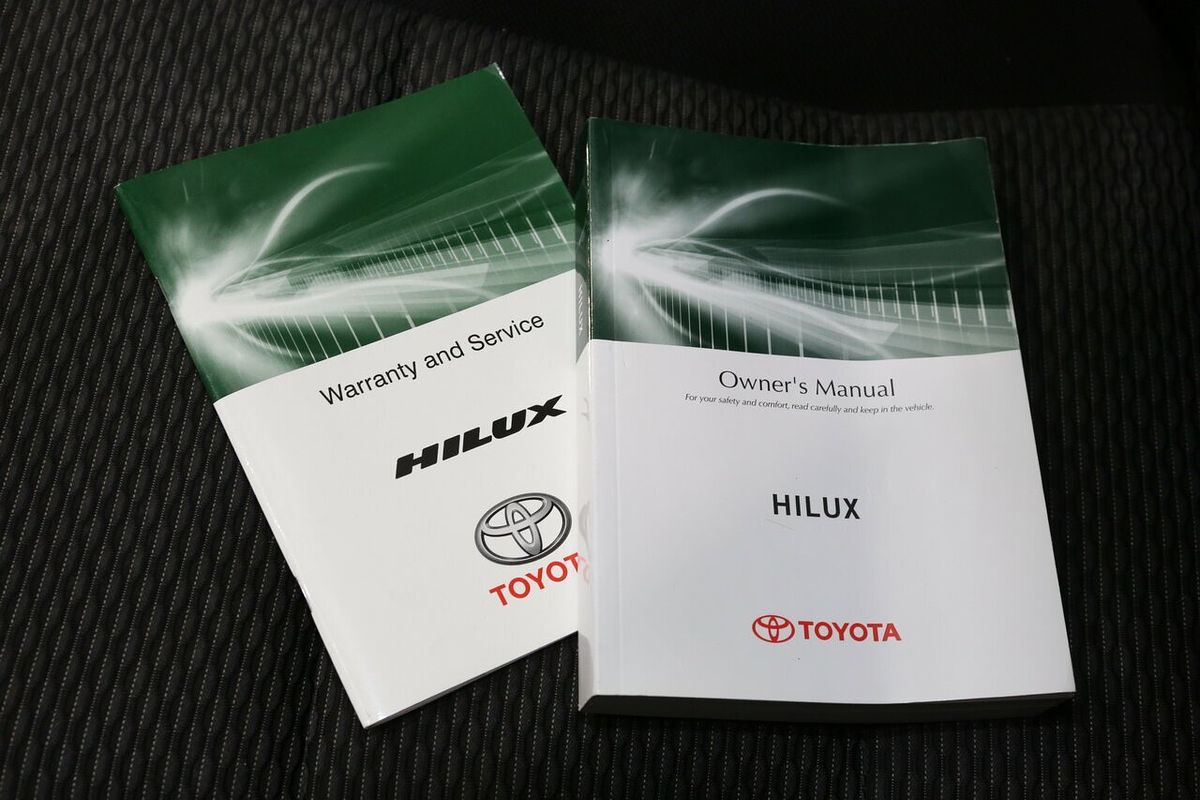 Warranty and Service
HILUX
TOYOT
Owner's Manual
For your safety and comfort, read carefully and keep in the vehicle.
HILUX
TOYOTA